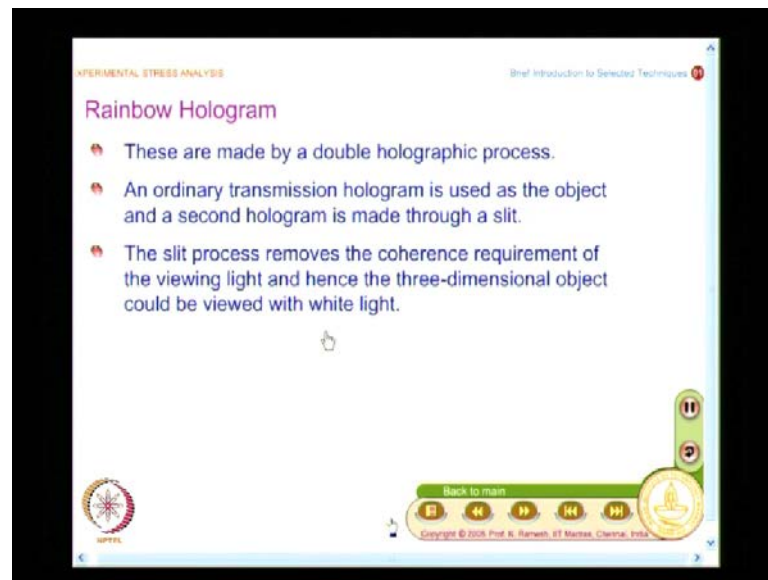 XPERIMENTAL STRESS ANALYSIS
Brief Introduction to Selected Techniques 01
Rainbow Hologram
These are made by a double holographic process.
An ordinary transmission hologram is used as the object
and a second hologram is made through a slit.
The slit process removes the coherence requirement of
the viewing light and hence the three-dimensional object
could be viewed with white light.
Back to main
Copyright © 2008 Prof. K. Ramesh, IIT Madras, Chennai, India
NPTEL